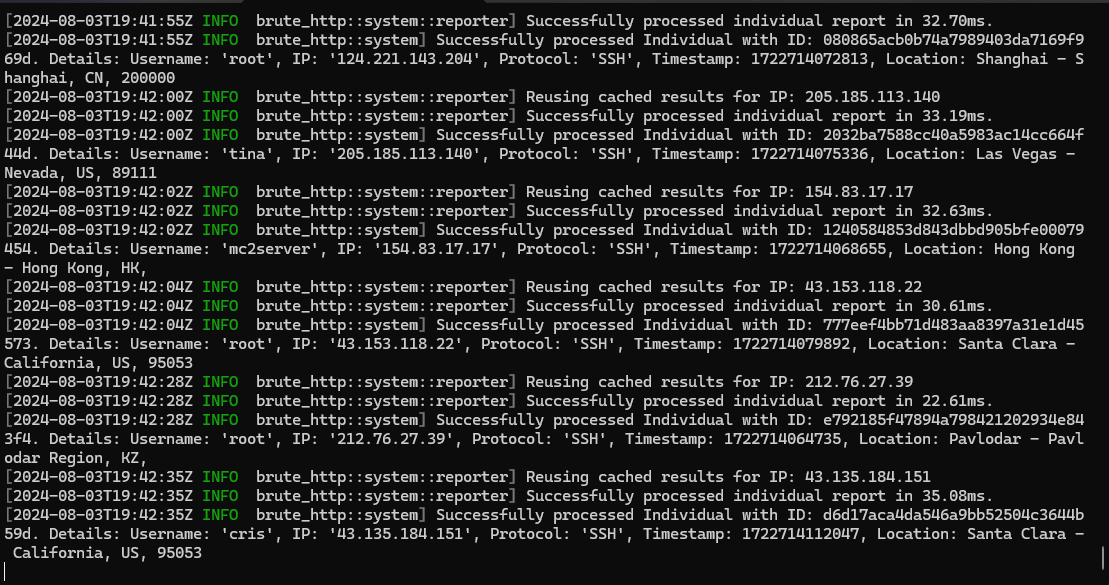 [2024-08-03T19:41:55Z INFO  brute_http::system::reporter] Successfully processed individual report in 32.70ms.
[2024-08-03T19:41:55Z INFO  brute_http::system] Successfully processed Individual with ID: 080865acb0b74a7989403da7169f9
69d. Details: Username: 'root', IP: '124.221.143.204', Protocol: 'SSH', Timestamp: 1722714072813, Location: Shanghai - S
hanghai, CN, 200000
[2024-08-03T19:42:00Z INFO  brute_http::system::reporter] Reusing cached results for IP: 205.185.113.140
[2024-08-03T19:42:00Z INFO  brute_http::system::reporter] Successfully processed individual report in 33.19ms.
[2024-08-03T19:42:00Z INFO  brute_http::system] Successfully processed Individual with ID: 2032ba7588cc40a5983ac14cc664f
44d. Details: Username: 'tina', IP: '205.185.113.140', Protocol: 'SSH', Timestamp: 1722714075336, Location: Las Vegas -
Nevada, US, 89111
[2024-08-03T19:42:02Z INFO  brute_http::system::reporter] Reusing cached results for IP: 154.83.17.17
[2024-08-03T19:42:02Z INFO  brute_http::system::reporter] Successfully processed individual report in 32.63ms.
[2024-08-03T19:42:02Z INFO  brute_http::system] Successfully processed Individual with ID: 1240584853d843dbbd905bfe00079
454. Details: Username: 'mc2server', IP: '154.83.17.17', Protocol: 'SSH', Timestamp: 1722714068655, Location: Hong Kong
- Hong Kong, HK,
[2024-08-03T19:42:04Z INFO  brute_http::system::reporter] Reusing cached results for IP: 43.153.118.22
[2024-08-03T19:42:04Z INFO  brute_http::system::reporter] Successfully processed individual report in 30.61ms.
[2024-08-03T19:42:04Z INFO  brute_http::system] Successfully processed Individual with ID: 777eef4bb71d483aa8397a31e1d45
573. Details: Username: 'root', IP: '43.153.118.22', Protocol: 'SSH', Timestamp: 1722714079892, Location: Santa Clara -
California, US, 95053
[2024-08-03T19:42:28Z INFO  brute_http::system::reporter] Reusing cached results for IP: 212.76.27.39
[2024-08-03T19:42:28Z INFO  brute_http::system::reporter] Successfully processed individual report in 22.61ms.
[2024-08-03T19:42:28Z INFO  brute_http::system] Successfully processed Individual with ID: e792185f47894a798421202934e84
3f4. Details: Username: 'root', IP: '212.76.27.39', Protocol: 'SSH', Timestamp: 1722714064735, Location: Pavlodar - Pavl
odar Region, KZ,
[2024-08-03T19:42:35Z INFO  brute_http::system::reporter] Reusing cached results for IP: 43.135.184.151
[2024-08-03T19:42:35Z INFO  brute_http::system::reporter] Successfully processed individual report in 35.08ms.
[2024-08-03T19:42:35Z INFO  brute_http::system] Successfully processed Individual with ID: d6d17aca4da546a9bb52504c3644b
59d. Details: Username: 'cris', IP: '43.135.184.151', Protocol: 'SSH', Timestamp: 1722714112047, Location: Santa Clara -
 California, US, 95053